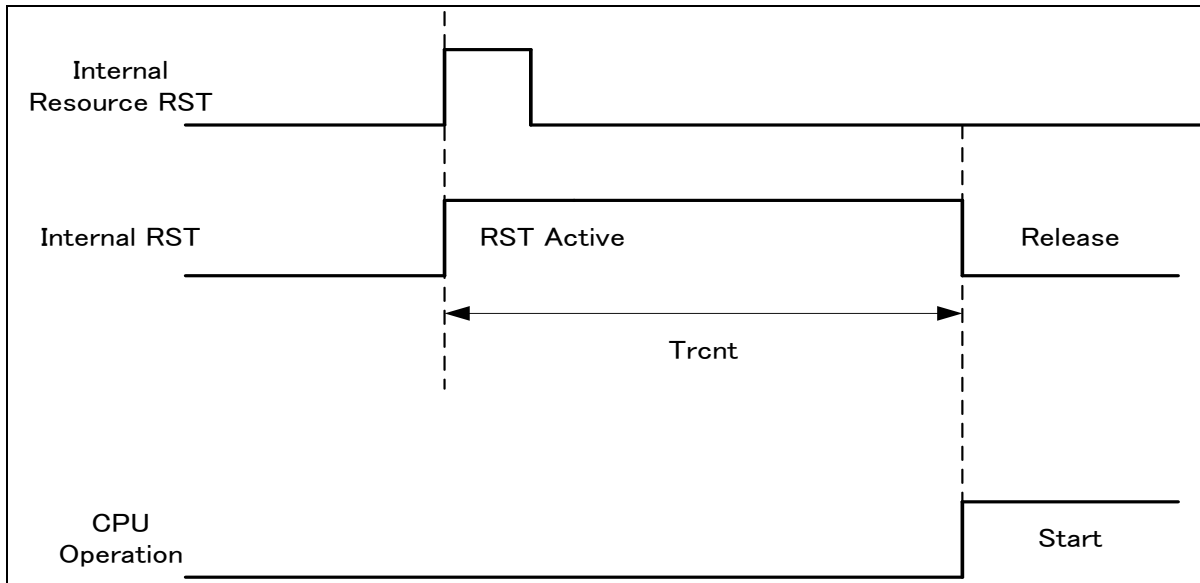 Internal
Resource RST
Internal RST
RST Active
Release
Trcnt
CPU
Operation
Start